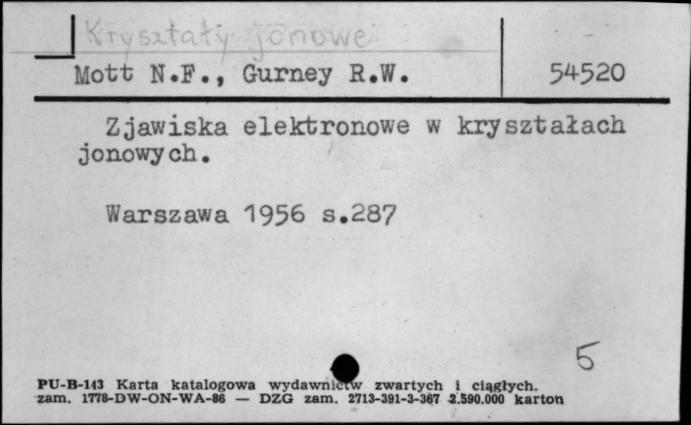 Kryształy jonowe
Mott N.F., Gurney R.W. 54520
Zjawiska elektronowe w kryształach
jonowych.
Warszawa 1956 s.287
5
PU-B-143 Karta katalogowa wydawnictw zwartych i ciągłych.
zam. 1778-DW-ON-WA-86 — DZG zam. 2713-391-3-367 2.590.000 karton